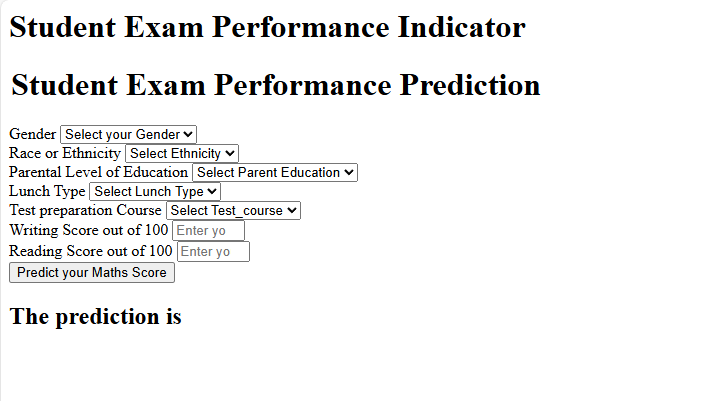 Student Exam Performance Indicator
Student Exam Performance Prediction
Gender Select your Gender
Race or Ethnicity Select Ethnicity
Parental Level of Education Select Parent Education
Lunch Type Select Lunch Type
Test preparation Course Select Test_course
Writing Score out of 100 Enter yo
Reading Score out of 100 Enter yo
Predict your Maths Score
The prediction is